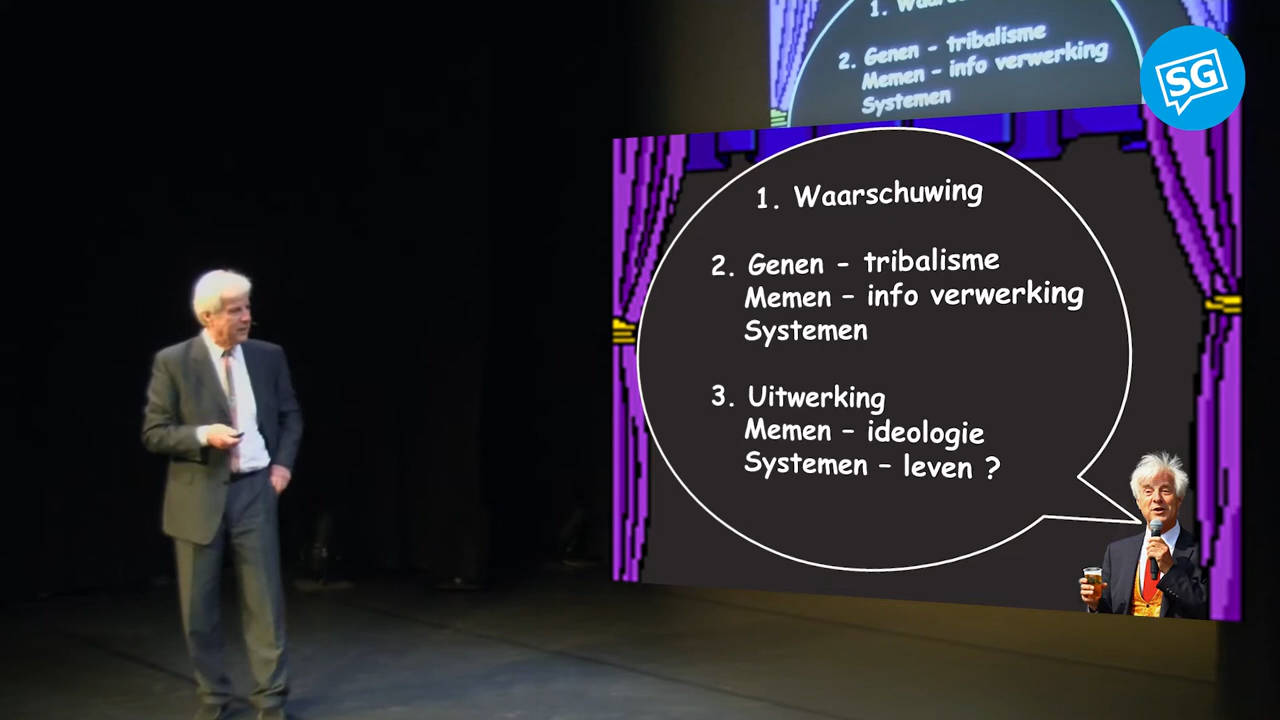 1.
2. Genen - tribalisme
Memen - info verwerking
Systemen
SG
1. Waarschuwing
2. Genen - tribalisme
Memen - info verwerking
Systemen
3. Uitwerking
Memen - ideologie
Systemen - leven ?